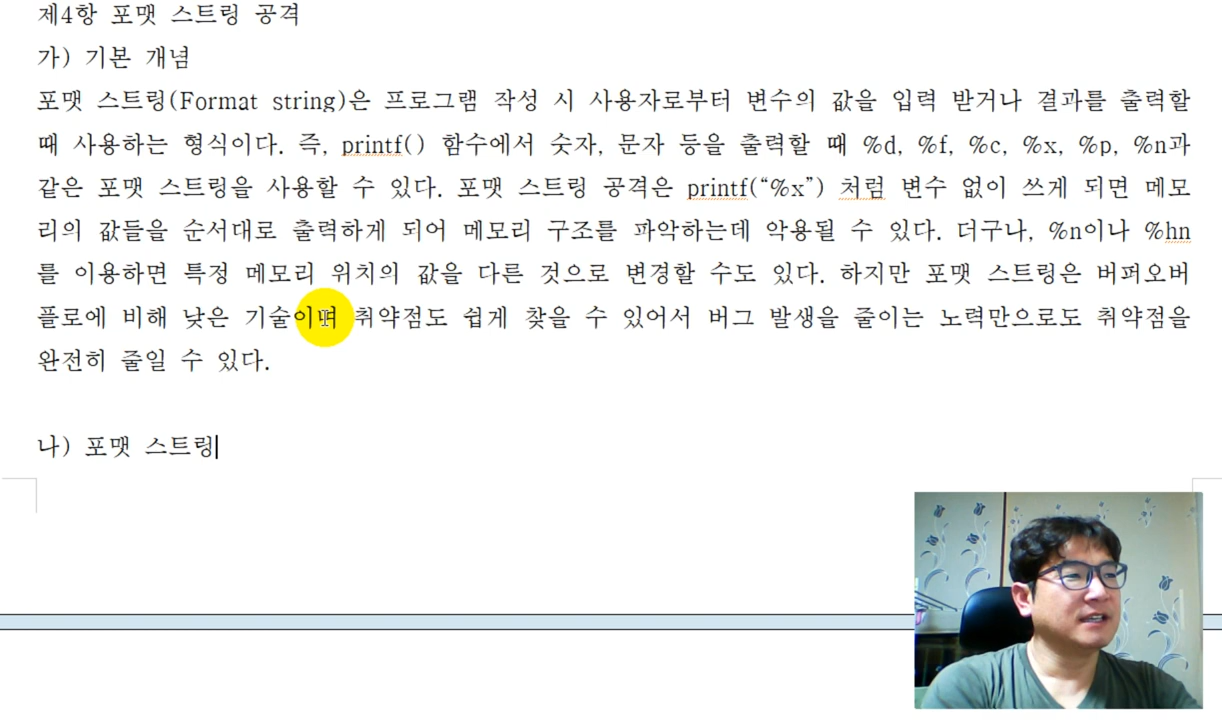 제4항 포맷 스트링 공격
가) 기본 개념
포맷 스트링(Format string)은 프로그램 작성 시 사용자로부터 변수의 값을 입력 받거나 결과를 출력할
때 사용하는 형식이다. 즉, printf() 함수에서 숫자, 문자 등을 출력할 때 %d, %f, %c, %x, %p, %n과
같은 포맷 스트링을 사용할 수 있다. 포맷 스트링 공격은 printf(“%x”) 처럼 변수 없이 쓰게 되면 메모
리의 값들을 순서대로 출력하게 되어 메모리 구조를 파악하는데 악용될 수 있다. 더구나, %n이나 %hn
를 이용하면 특정 메모리 위치의 값을 다른 것으로 변경할 수도 있다. 하지만 포맷 스트링은 버퍼오버
플로에 비해 낮은 기술이며 취약점도 쉽게 찾을 수 있어서 버그 발생을 줄이는 노력만으로도 취약점을
완전히 줄일 수 있다.
나) 포맷 스트링